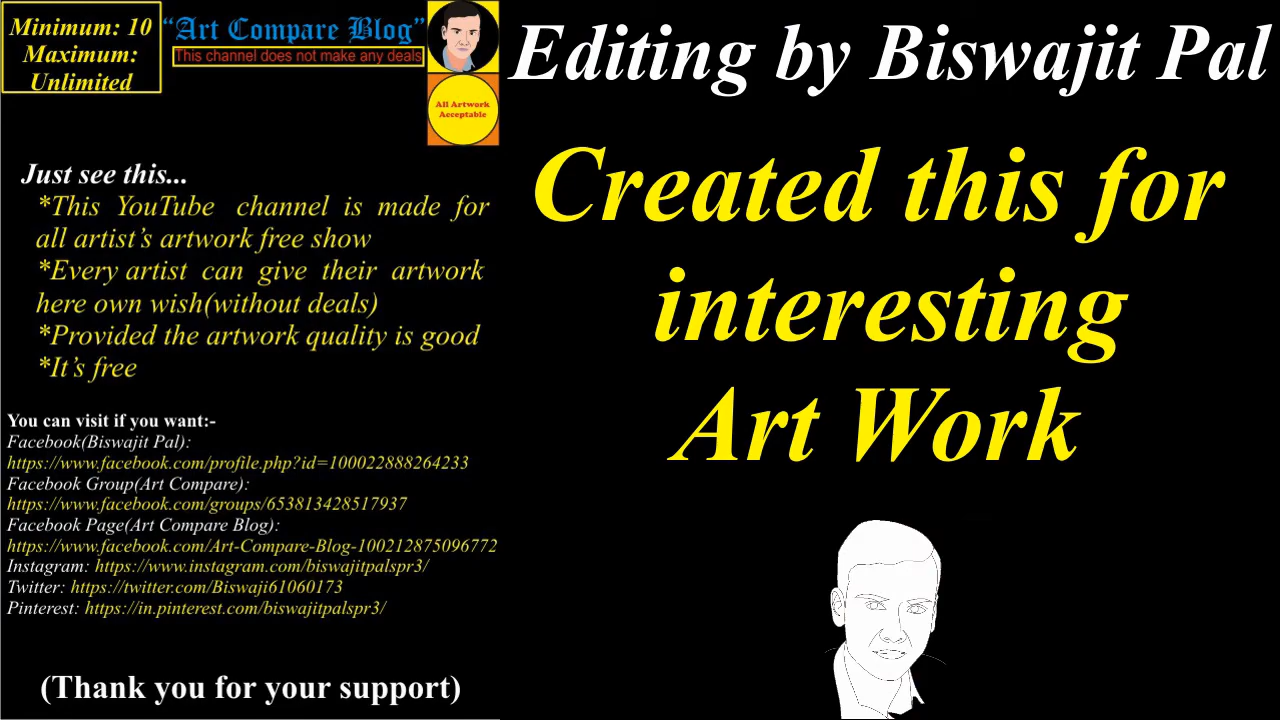 Minimum: 10
Maximum:
Unlimited
“Art Compare Blog”
This channel does not make any deals
All Artwork
Acceptable
Just see this...
*This YouTube channel is made for
all artist’s artwork free show
*Every artist can give their artwork
here own wish(without deals)
*Provided the artwork quality is good
*It’s free
You can visit if you want:-
Facebook(Biswajit Pal):
https://www.facebook.com/profile.php?id=100022888264233
Facebook Group(Art Compare):
https://www.facebook.com/groups/653813428517937
Facebook Page(Art Compare Blog):
https://www.facebook.com/Art-Compare-Blog-100212875096772
Instagram: https://www.instagram.com/biswajitpalspr3/
Twitter: https://twitter.com/Biswaji61060173
Pinterest: https://in.pinterest.com/biswajitpalspr3/
(Thank you for your support)
Editing by Biswajit Pal
Created this for
interesting
Art Work